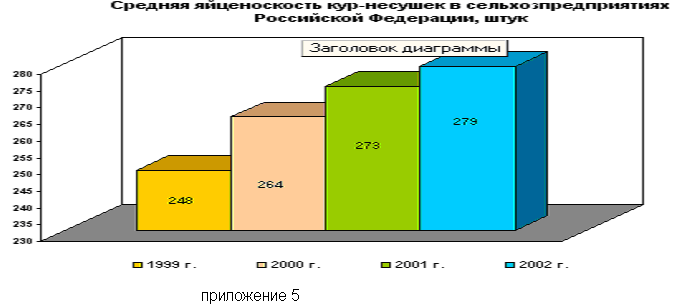 Средняя яйценоскость кур-несушек в сельхозпредприятиях
Российской Федерации, штук
Заголовок диаграммы
280
275
270
265
260
255
250
245
240
235
230
248
264
273
279
1999 г.
2000 г.
2001 г.
2002 г.
приложение 5